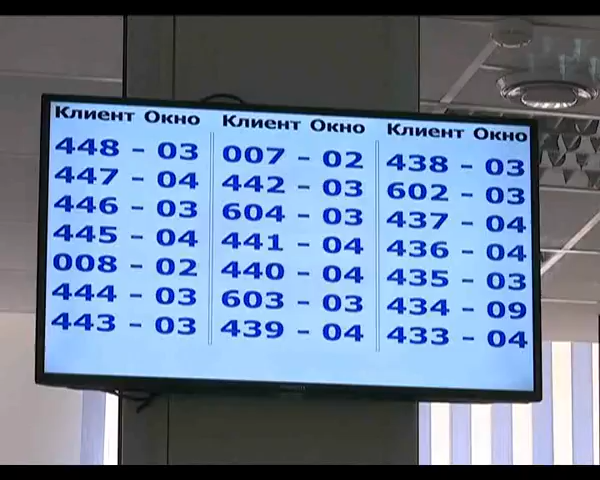 Клиент Окно
448 - 03
447 - 04
446 - 03
445 - 04
008 - 02
444 - 03
443 - 03
Клиент Окно
007 - 02
442 - 03
604 - 03
441 - 04
440 - 04
603 - 03
439 - 04
Клиент Окно
438 - 03
602 - 03
437 - 04
436 - 04
435 - 03
434 - 09
433 - 04